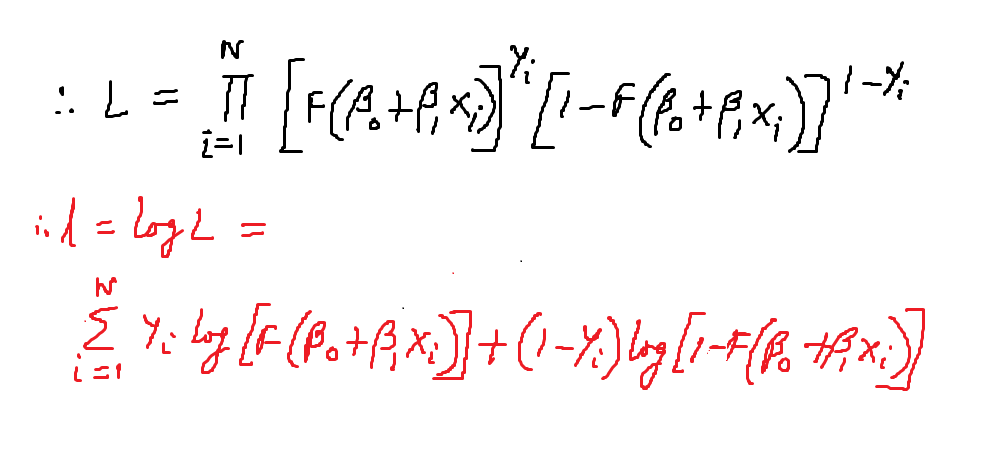 ∴ L = ∏_{i=1}^{N} [F(β₀+β₁xᵢ)]^{yᵢ} [1-F(β₀+β₁xᵢ)]^{1-yᵢ}
∴ l = log L =
∑_{i=1}^{N} yᵢ log[F(β₀+β₁xᵢ)] + (1-yᵢ) log[1-F(β₀+β₁xᵢ)]